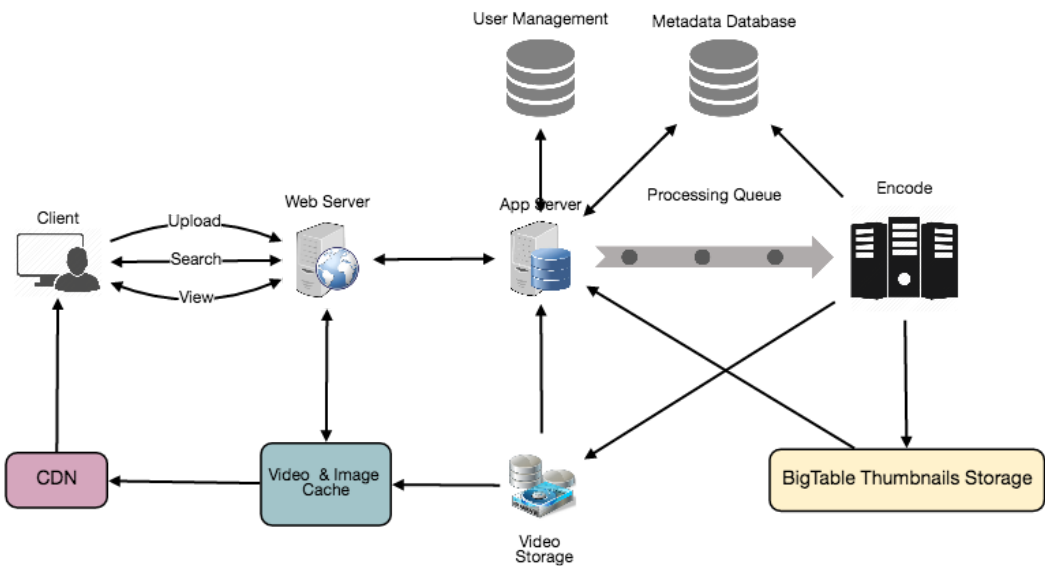 User Management
Metadata Database
Processing Queue
Encode
App Server
Web Server
Client
Upload
Search
View
CDN
Video & Image
Cache
BigTable Thumbnails Storage
Video
Storage